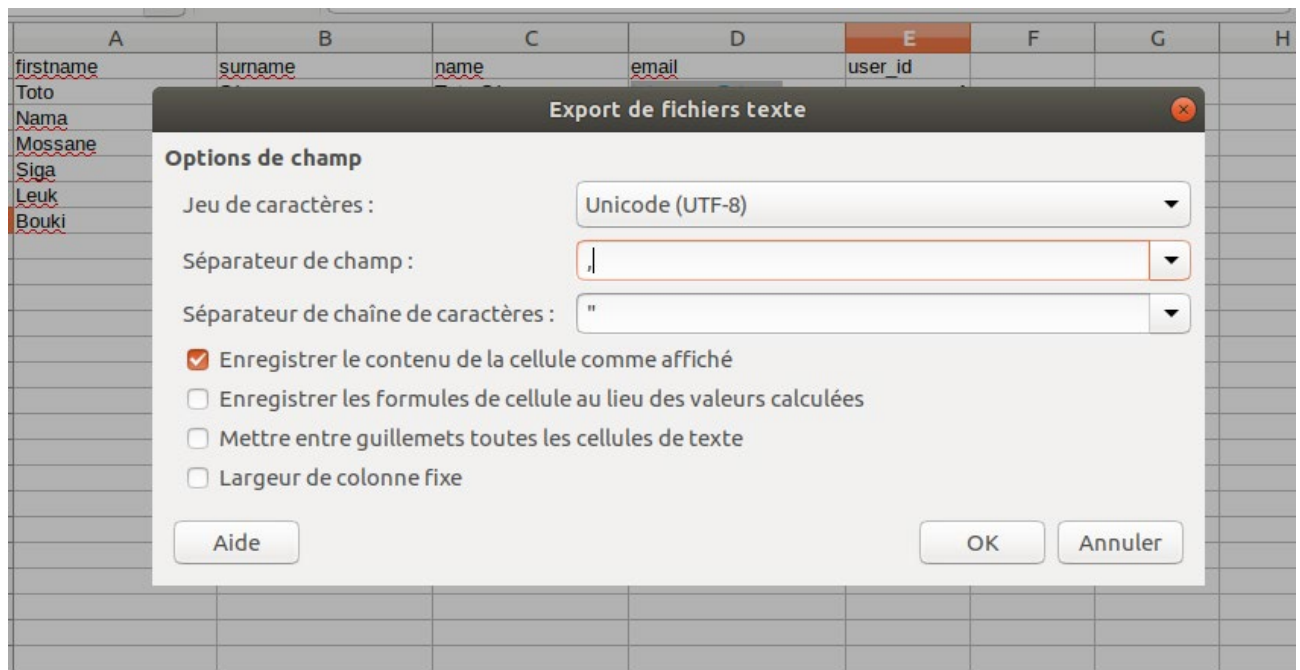 A B C D E F G H
firstname surname name email user_id
Toto
Nama
Mossane
Siga
Leuk
Bouki
Export de fichiers texte
Options de champ
Jeu de caractères : Unicode (UTF-8)
Séparateur de champ : ,
Séparateur de chaîne de caractères : "
Enregistrer le contenu de la cellule comme affiché
Enregistrer les formules de cellule au lieu des valeurs calculées
Mettre entre guillemets toutes les cellules de texte
Largeur de colonne fixe
Aide OK Annuler